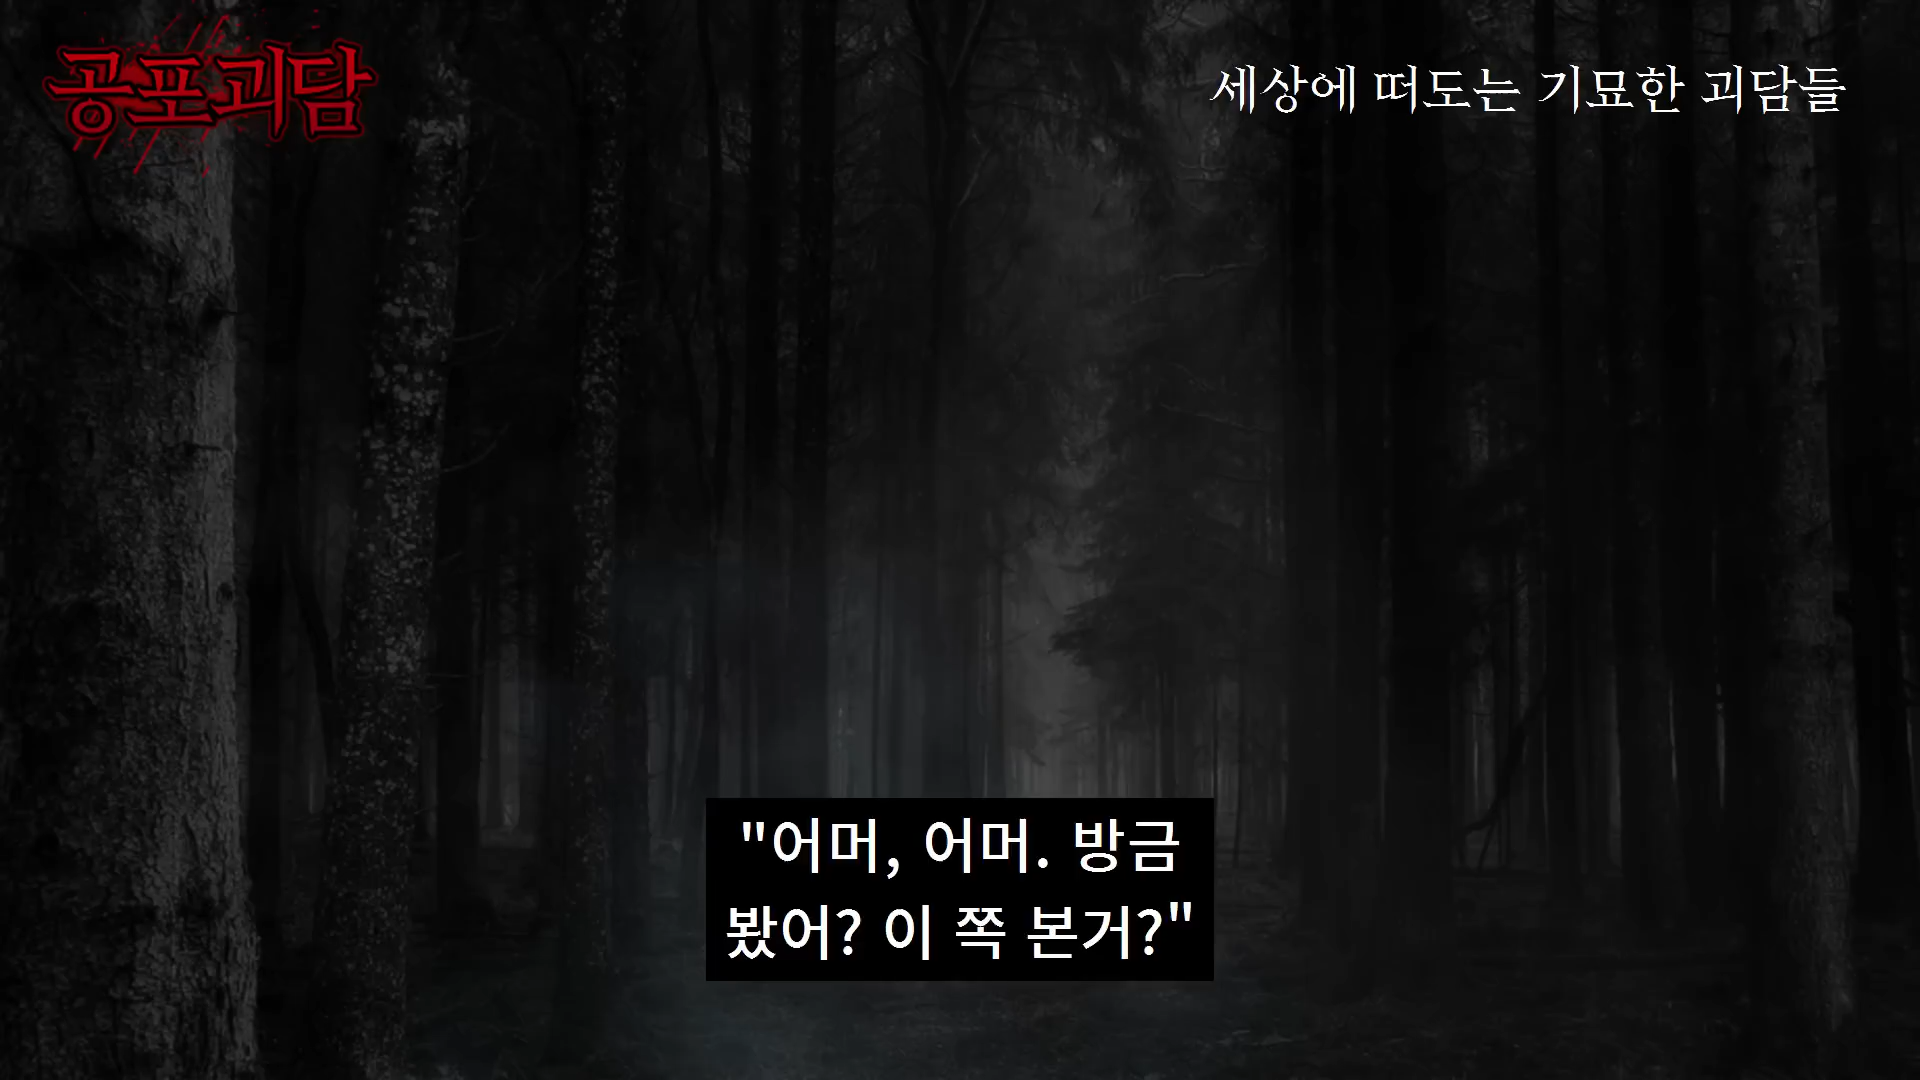 공포괴담
세상에 떠도는 기묘한 괴담들
"어머, 어머. 방금
봤어? 이 쪽 본거?"